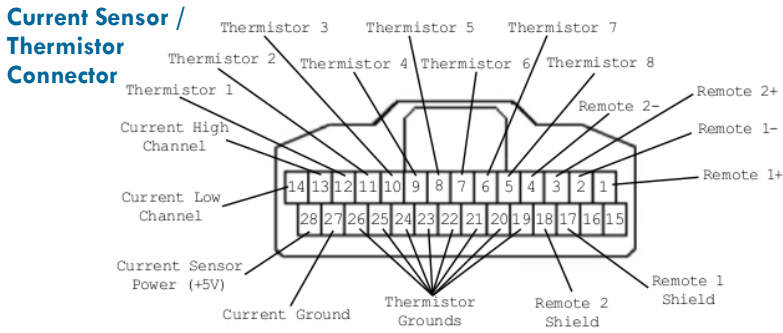 Current Sensor /
Thermistor
Connector
Thermistor 3
Thermistor 5
Thermistor 7
Thermistor 2
Thermistor 4
Thermistor 6
Thermistor 8
Thermistor 1
Remote 2-
Remote 2+
Current High
Channel
Remote 1-
Remote 1+
Current Low
Channel
14 13 12 11 10 9 8 7 6 5 4 3 2 1
28 27 26 25 24 23 22 21 20 19 18 17 16 15
Current Sensor
Power (+5V)
Current Ground
Thermistor
Grounds
Remote 2
Shield
Remote 1
Shield